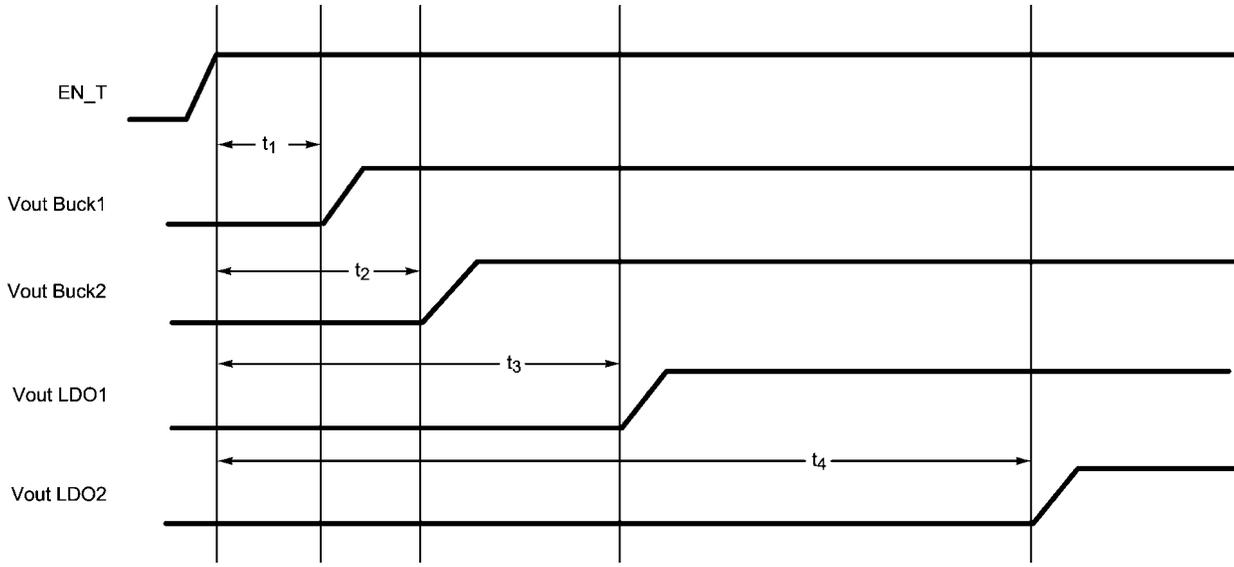 EN_T
t1
Vout Buck1
t2
Vout Buck2
t3
Vout LDO1
t4
Vout LDO2